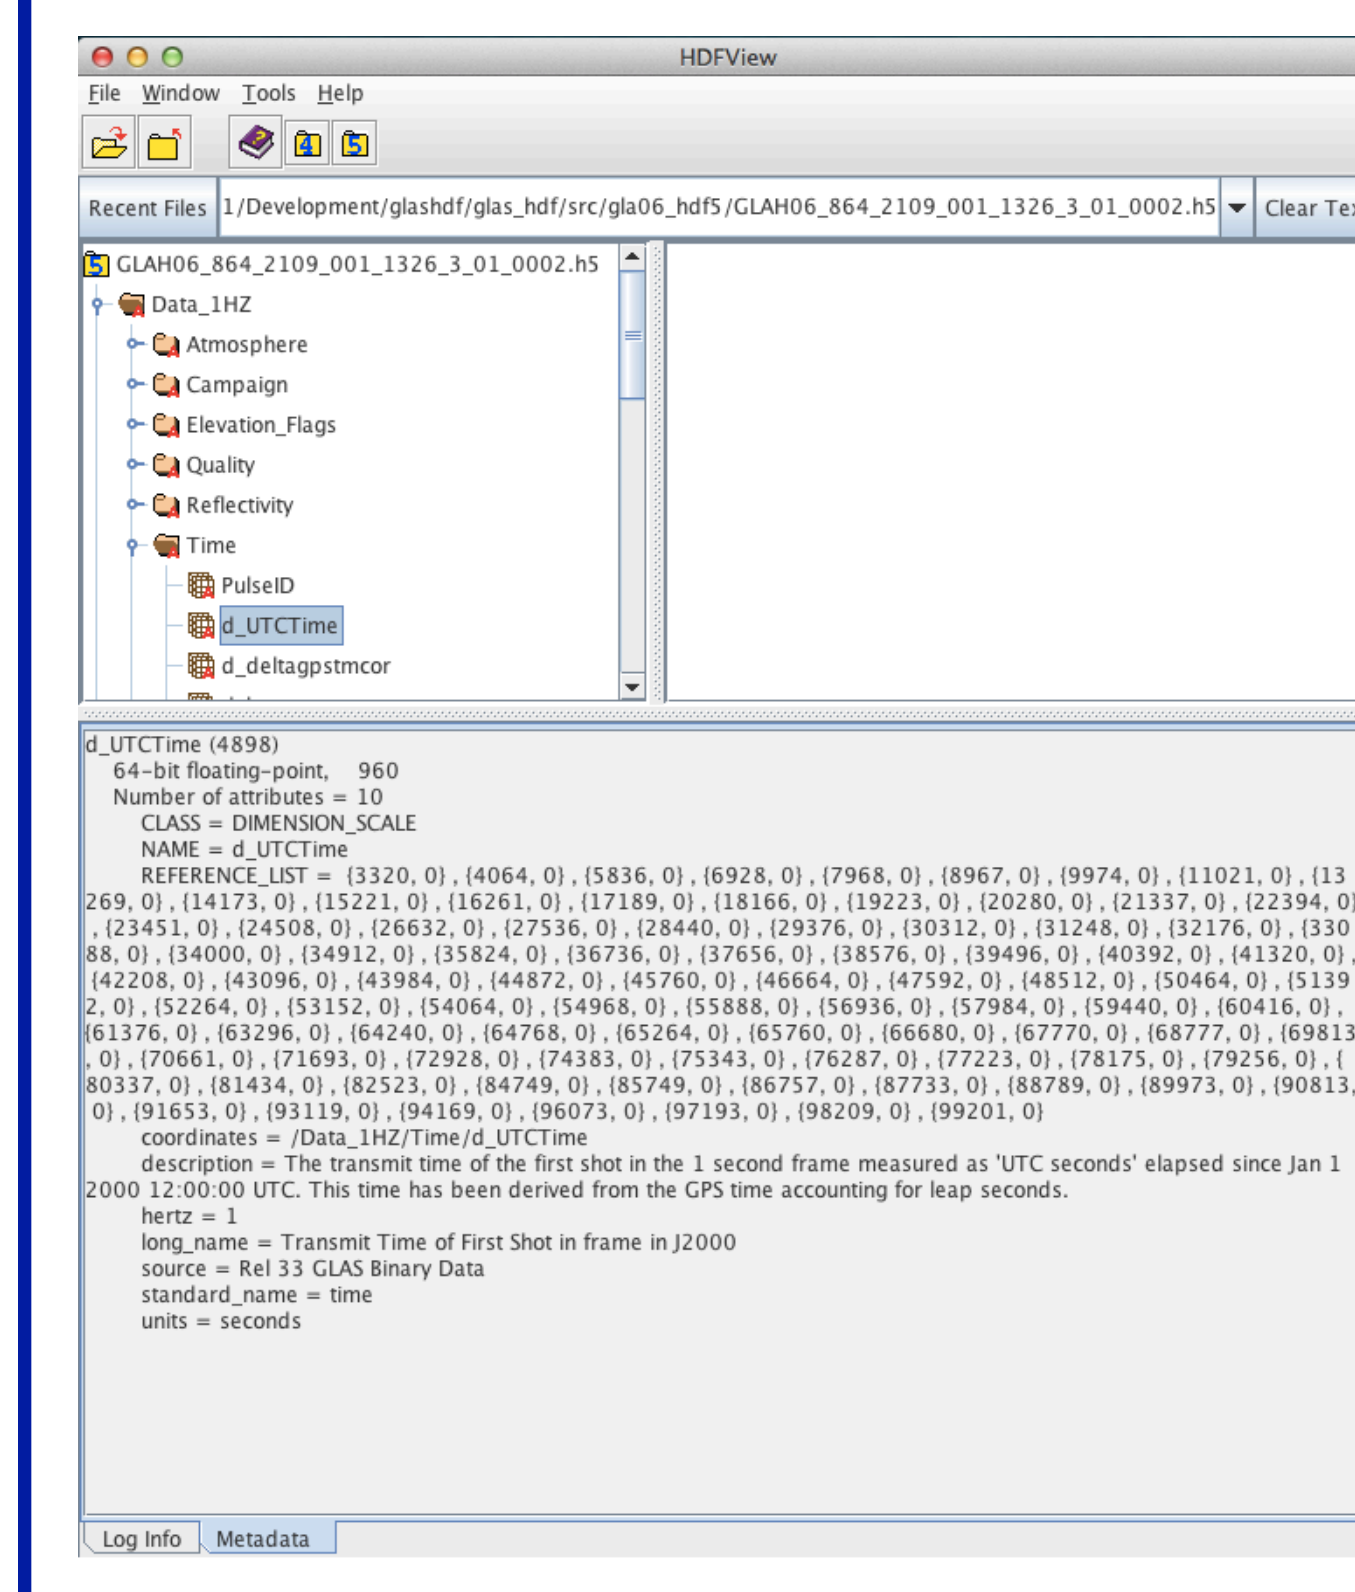 HDFView
File Window Tools Help
4 5
Recent Files 1/Development/glashdf/glas_hdf/src/gla06_hdf5/GLAH06_864_2109_001_1326_3_01_0002.h5 Clear Tex
5 GLAH06_864_2109_001_1326_3_01_0002.h5
Data_1HZ
Atmosphere
Campaign
Elevation_Flags
Quality
Reflectivity
Time
PulseID
d_UTCTime
d_deltagpstmcor
d_UTCTime (4898)
64-bit floating-point, 960
Number of attributes = 10
CLASS = DIMENSION_SCALE
NAME = d_UTCTime
REFERENCE_LIST = {3320, 0} , {4064, 0} , {5836, 0} , {6928, 0} , {7968, 0} , {8967, 0} , {9974, 0} , {11021, 0} , {13
269, 0} , {14173, 0} , {15221, 0} , {16261, 0} , {17189, 0} , {18166, 0} , {19223, 0} , {20280, 0} , {21337, 0} , {22394, 0}
, {23451, 0} , {24508, 0} , {26632, 0} , {27536, 0} , {28440, 0} , {29376, 0} , {30312, 0} , {31248, 0} , {32176, 0} , {330
88, 0} , {34000, 0} , {34912, 0} , {35824, 0} , {36736, 0} , {37656, 0} , {38576, 0} , {39496, 0} , {40392, 0} , {41320, 0} ,
{42208, 0} , {43096, 0} , {43984, 0} , {44872, 0} , {45760, 0} , {46664, 0} , {47592, 0} , {48512, 0} , {50464, 0} , {5139
2, 0} , {52264, 0} , {53152, 0} , {54064, 0} , {54968, 0} , {55888, 0} , {56936, 0} , {57984, 0} , {59440, 0} , {60416, 0} ,
{61376, 0} , {63296, 0} , {64240, 0} , {64768, 0} , {65264, 0} , {65760, 0} , {66680, 0} , {67770, 0} , {68777, 0} , {69813
, 0} , {70661, 0} , {71693, 0} , {72928, 0} , {74383, 0} , {75343, 0} , {76287, 0} , {77223, 0} , {78175, 0} , {79256, 0} , {
80337, 0} , {81434, 0} , {82523, 0} , {84749, 0} , {85749, 0} , {86757, 0} , {87733, 0} , {88789, 0} , {89973, 0} , {90813,
0} , {91653, 0} , {93119, 0} , {94169, 0} , {96073, 0} , {97193, 0} , {98209, 0} , {99201, 0}
coordinates = /Data_1HZ/Time/d_UTCTime
description = The transmit time of the first shot in the 1 second frame measured as 'UTC seconds' elapsed since Jan 1
2000 12:00:00 UTC. This time has been derived from the GPS time accounting for leap seconds.
hertz = 1
long_name = Transmit Time of First Shot in frame in J2000
source = Rel 33 GLAS Binary Data
standard_name = time
units = seconds
Log Info Metadata